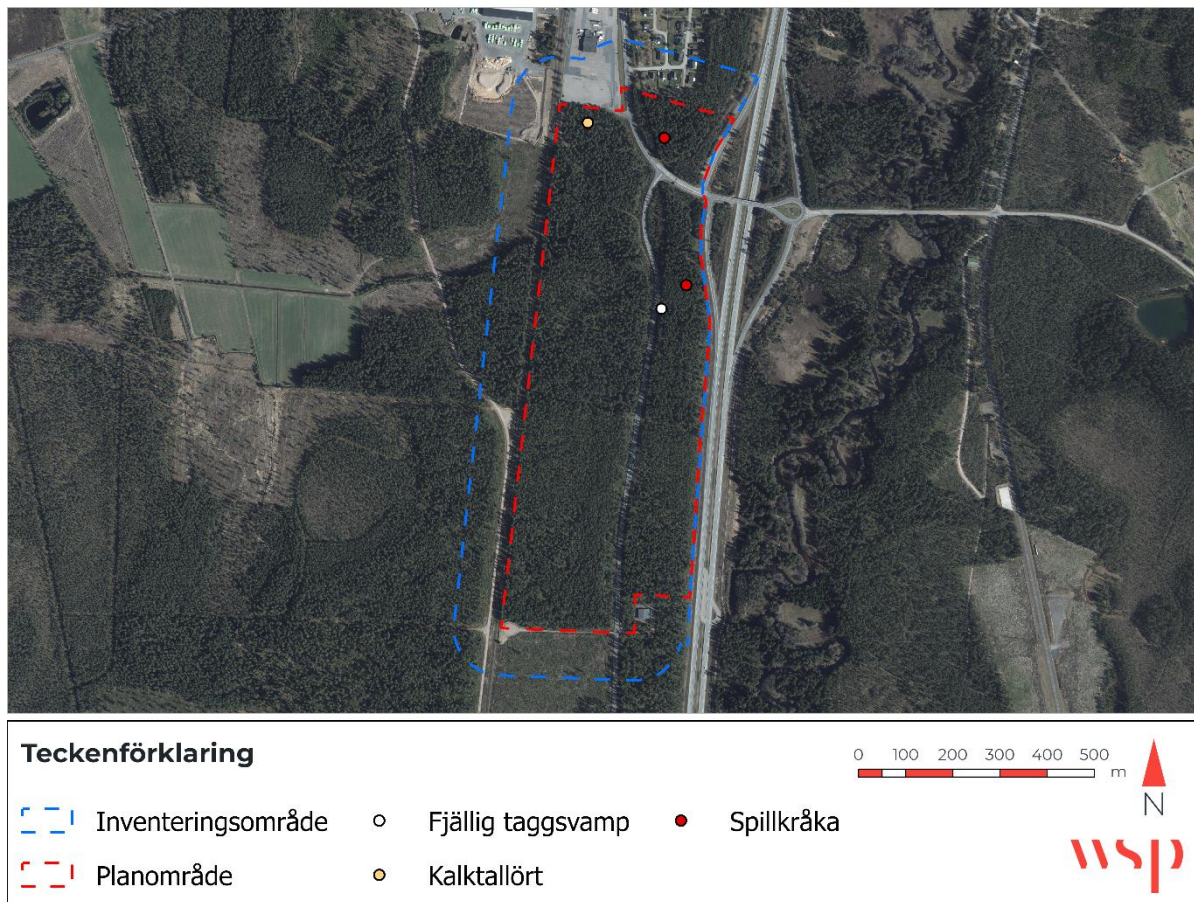 Teckenförklaring
0 100 200 300 400 500
m
N
Inventeringsområde Fjällig taggsvamp Spillkråka
Planområde Kalktallört
wsp